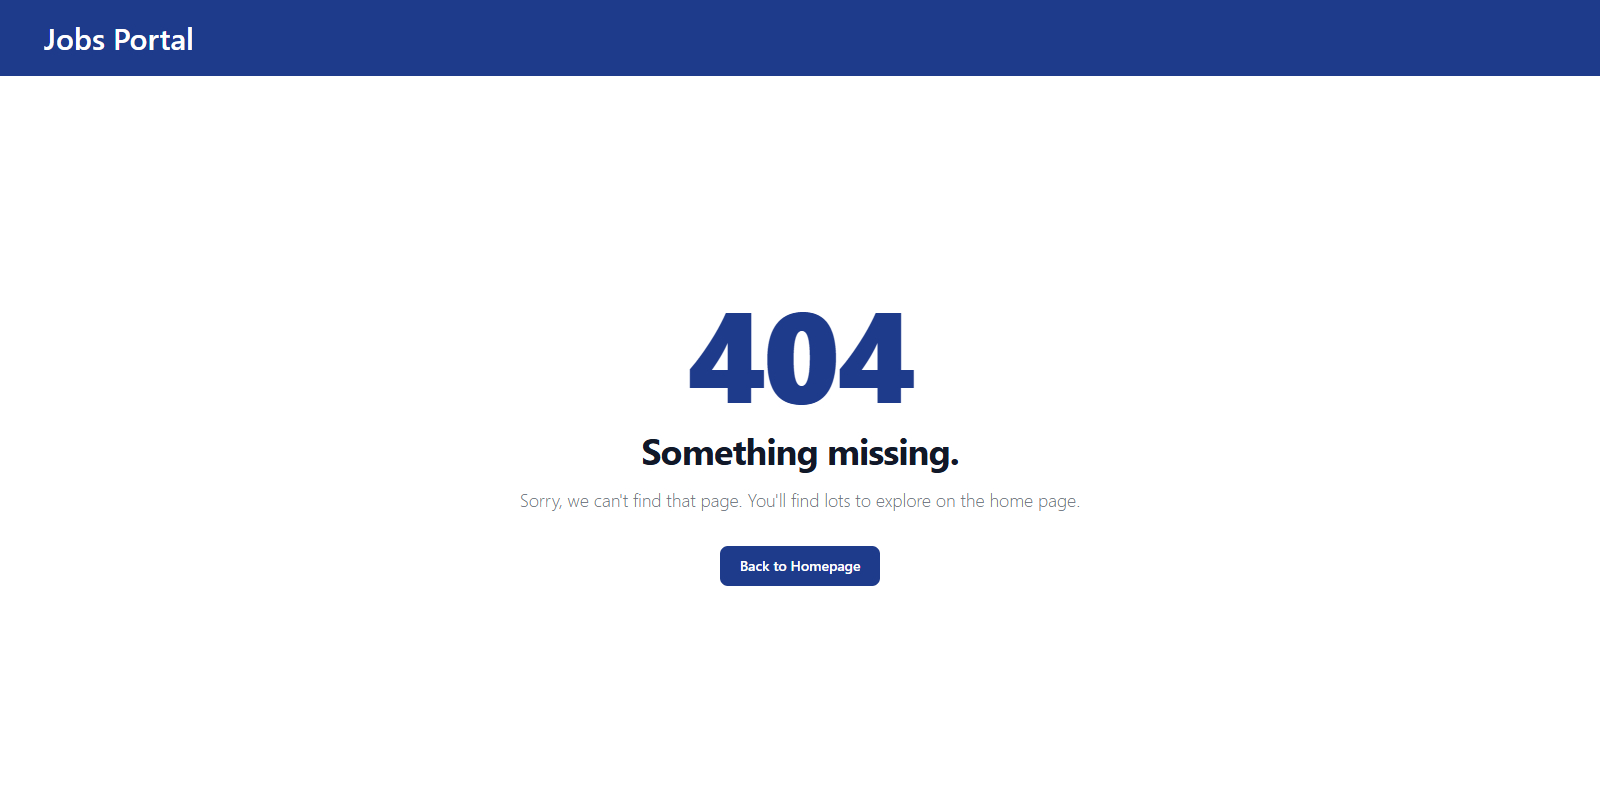 Jobs Portal
404
Something missing.
Sorry, we can't find that page. You'll find lots to explore on the home page.
Back to Homepage